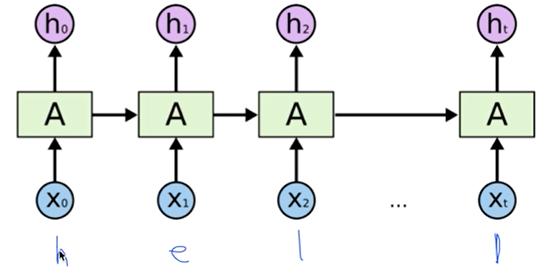 h₀ h₁ h₂ hₜ
A A A A
x₀ x₁ x₂ ... xₜ
h e l l